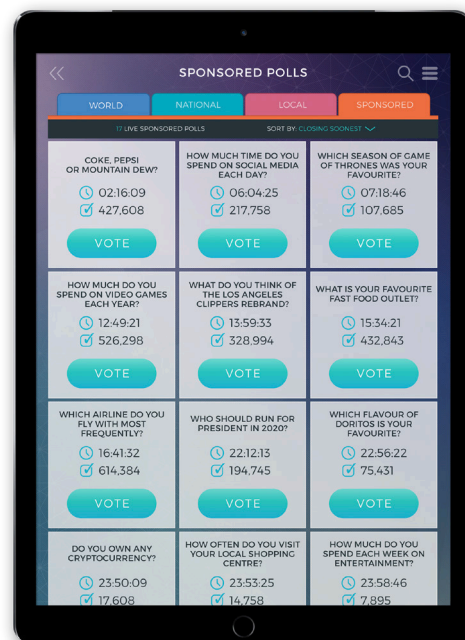 SPONSORED POLLS
WORLD
NATIONAL
LOCAL
SPONSORED
17 LIVE SPONSORED POLLS
SORT BY: CLOSING SOONEST
COKE, PEPSI
OR MOUNTAIN DEW?
02:16:09
427,608
VOTE
HOW MUCH TIME DO YOU
SPEND ON SOCIAL MEDIA
EACH DAY?
06:04:25
217,758
VOTE
WHICH SEASON OF GAME
OF THRONES WAS YOUR
FAVOURITE?
07:18:46
107,685
VOTE
HOW MUCH DO YOU
SPEND ON VIDEO GAMES
EACH YEAR?
12:49:21
526,298
VOTE
WHAT DO YOU THINK OF
THE LOS ANGELES
CLIPPERS REBRAND?
13:59:33
328,994
VOTE
WHAT IS YOUR FAVOURITE
FAST FOOD OUTLET?
15:34:21
432,843
VOTE
WHICH AIRLINE DO YOU
FLY WITH MOST
FREQUENTLY?
16:41:32
614,384
VOTE
WHO SHOULD RUN FOR
PRESIDENT IN 2020?
22:12:13
194,745
VOTE
WHICH FLAVOUR OF
DORITOS IS YOUR
FAVOURITE?
22:56:22
75,431
VOTE
DO YOU OWN ANY
CRYPTOCURRENCY?
23:50:09
17,608
HOW OFTEN DO YOU VISIT
YOUR LOCAL SHOPPING
CENTRE?
23:53:25
14,758
HOW MUCH DO YOU
SPEND EACH WEEK ON
ENTERTAINMENT?
23:58:46
7,895